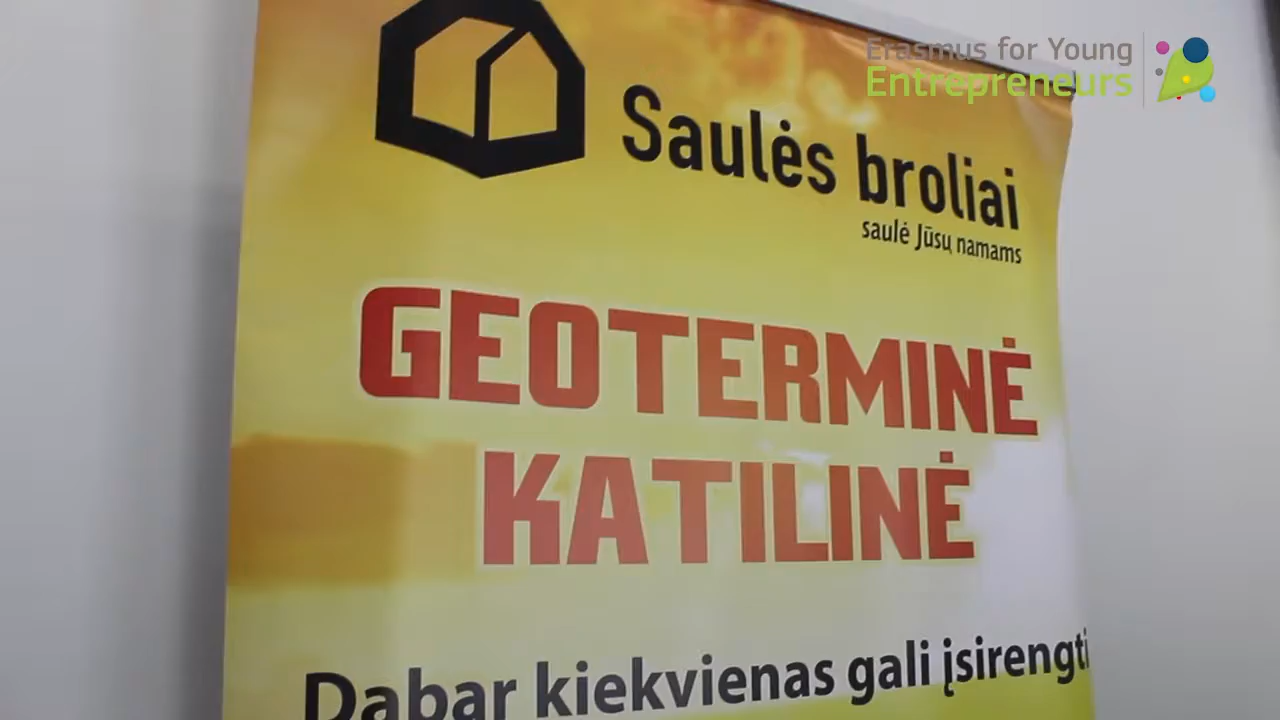 Erasmus for Young
Entrepreneurs
Saulės broliai
saulė Jūsų namams
GEOTERMINĖ
KATILINĖ
Dabar kiekvienas gali įsirengti